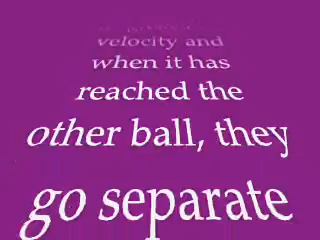 velocity and
when it has
reached the
other ball, they
go separate